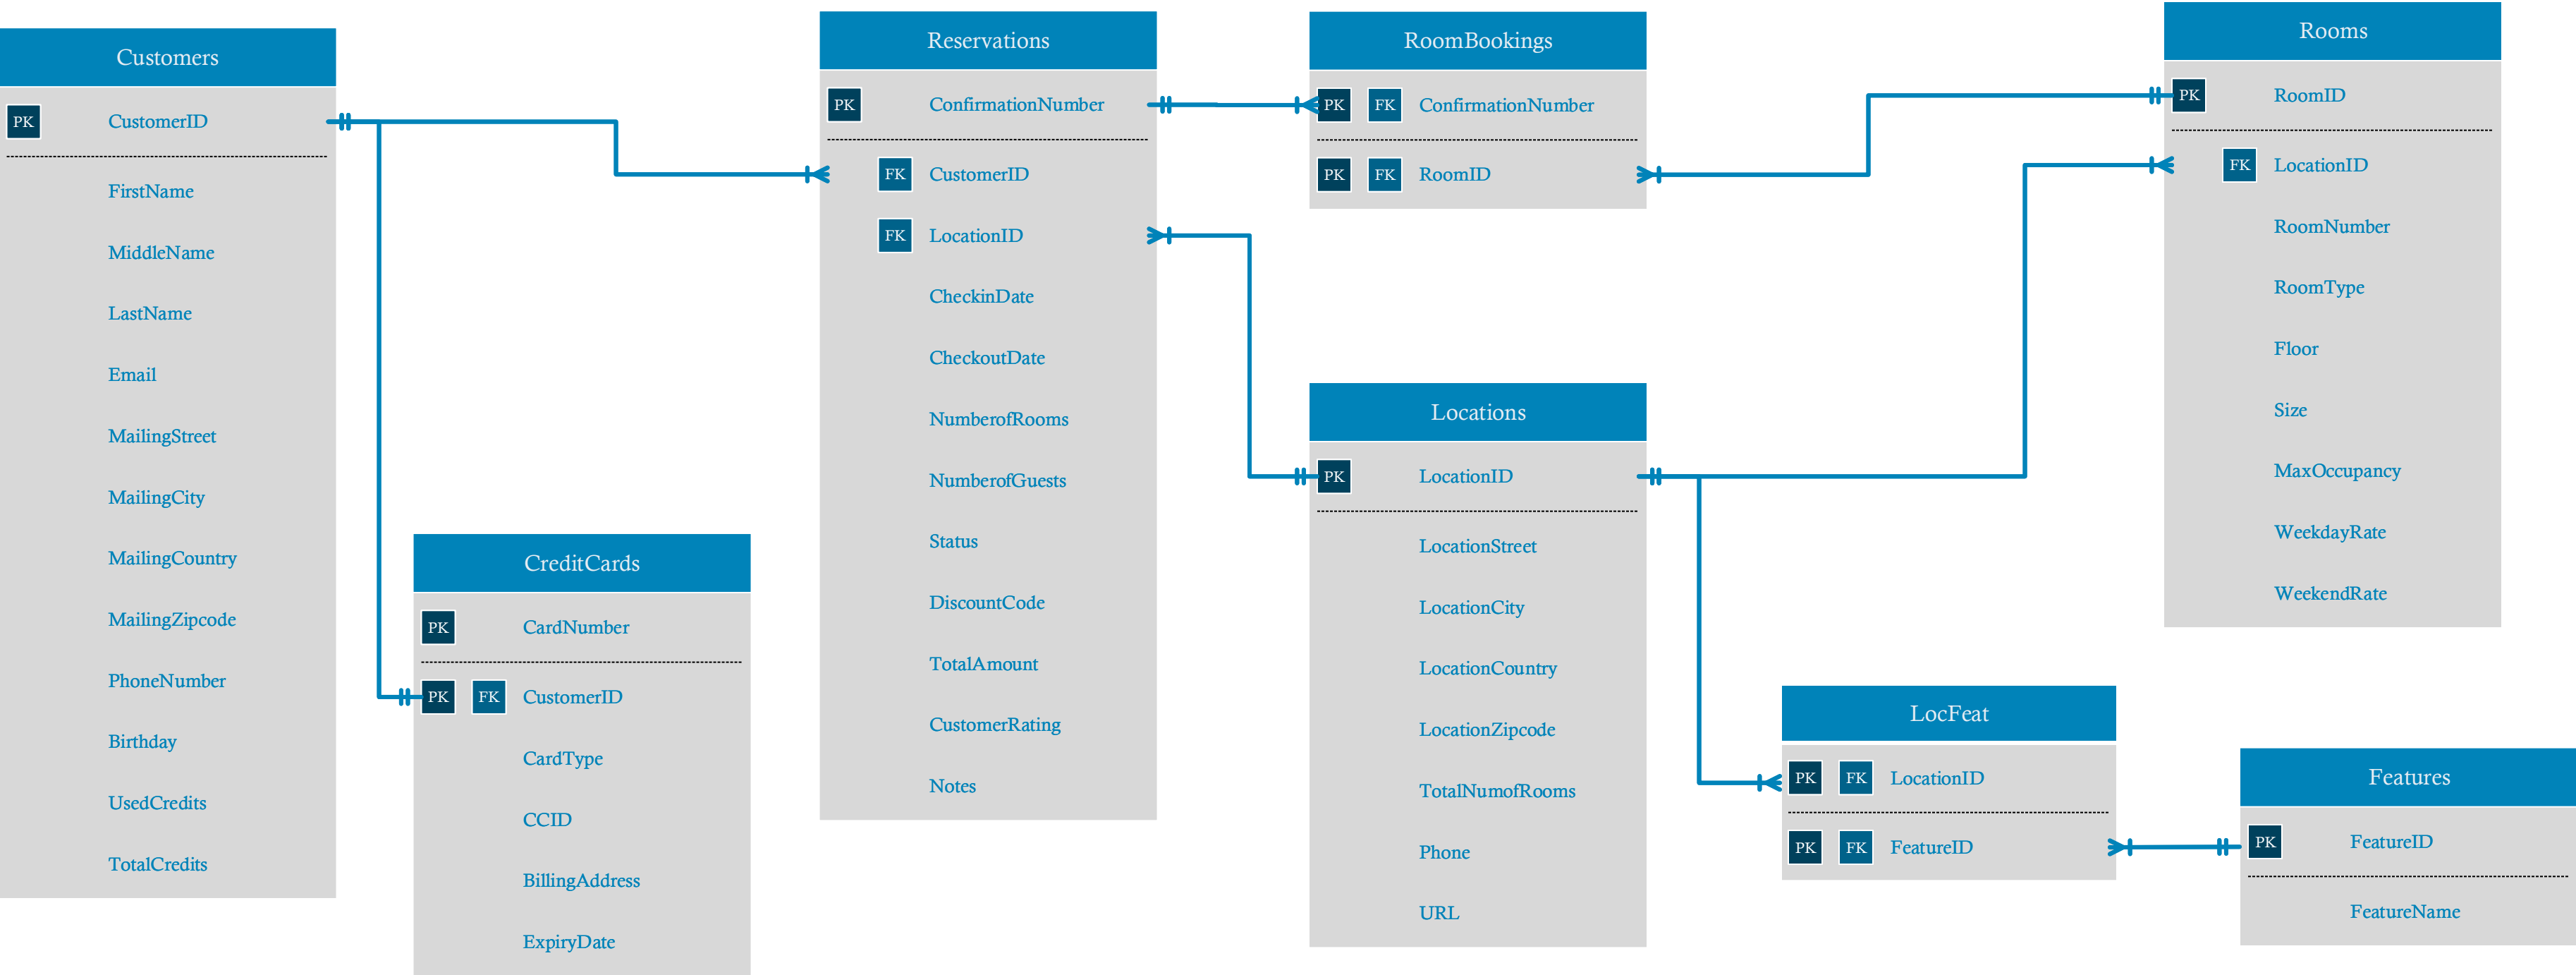 Customers
PK CustomerID
FirstName
MiddleName
LastName
Email
MailingStreet
MailingCity
MailingCountry
MailingZipcode
PhoneNumber
Birthday
UsedCredits
TotalCredits
CreditCards
PK CardNumber
PK FK CustomerID
CardType
CCID
BillingAddress
ExpiryDate
Reservations
PK ConfirmationNumber
FK CustomerID
FK LocationID
CheckinDate
CheckoutDate
NumberofRooms
NumberofGuests
Status
DiscountCode
TotalAmount
CustomerRating
Notes
RoomBookings
PK FK ConfirmationNumber
PK FK RoomID
Locations
PK LocationID
LocationStreet
LocationCity
LocationCountry
LocationZipcode
TotalNumofRooms
Phone
URL
Rooms
PK RoomID
FK LocationID
RoomNumber
RoomType
Floor
Size
MaxOccupancy
WeekdayRate
WeekendRate
LocFeat
PK FK LocationID
PK FK FeatureID
Features
PK FeatureID
FeatureName